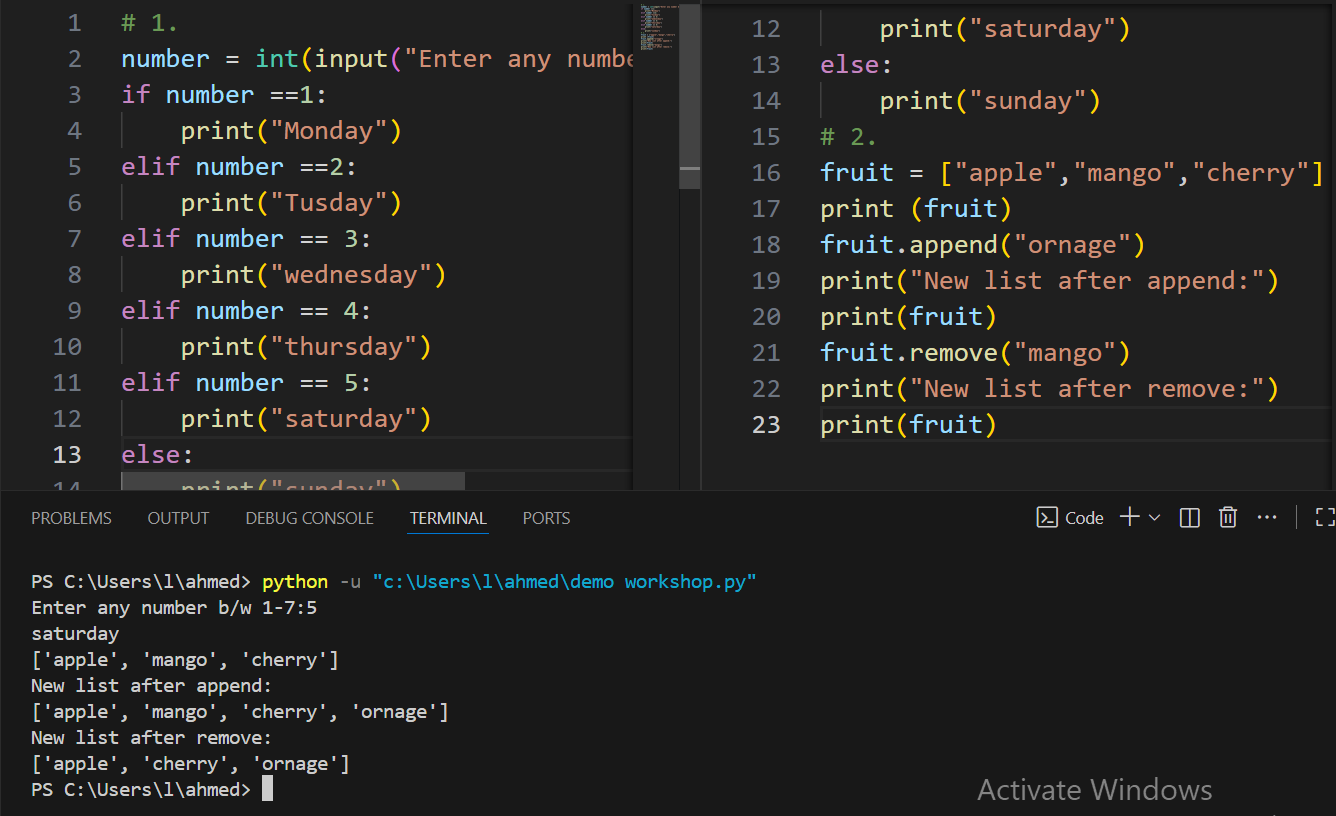 1 # 1.
2 number = int(input("Enter any numbe
3 if number ==1:
4     print("Monday")
5 elif number ==2:
6     print("Tusday")
7 elif number == 3:
8     print("wednesday")
9 elif number == 4:
10     print("thursday")
11 elif number == 5:
12     print("saturday")
13 else:
14     print("sunday")
12     print("saturday")
13 else:
14     print("sunday")
15 # 2.
16 fruit = ["apple","mango","cherry"]
17 print (fruit)
18 fruit.append("ornage")
19 print("New list after append:")
20 print(fruit)
21 fruit.remove("mango")
22 print("New list after remove:")
23 print(fruit)
PROBLEMS OUTPUT DEBUG CONSOLE TERMINAL PORTS Code
PS C:\Users\l\ahmed> python -u "c:\Users\l\ahmed\demo workshop.py"
Enter any number b/w 1-7:5
saturday
['apple', 'mango', 'cherry']
New list after append:
['apple', 'mango', 'cherry', 'ornage']
New list after remove:
['apple', 'cherry', 'ornage']
PS C:\Users\l\ahmed>
Activate Windows